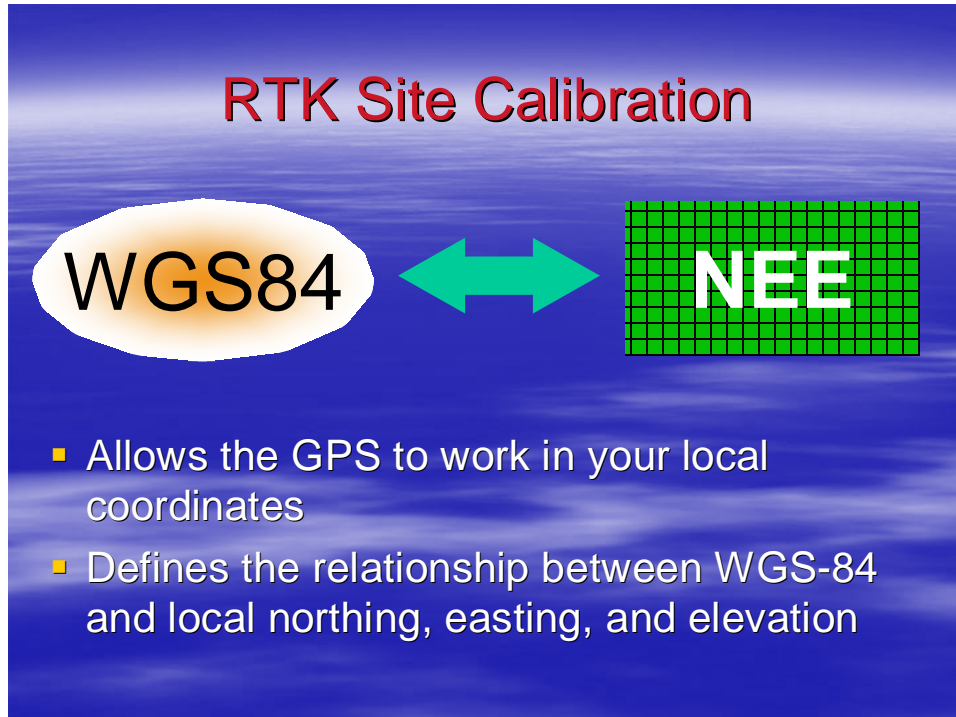 RTK Site Calibration
WGS84
NEE
Allows the GPS to work in your local
coordinates
Defines the relationship between WGS-84
and local northing, easting, and elevation